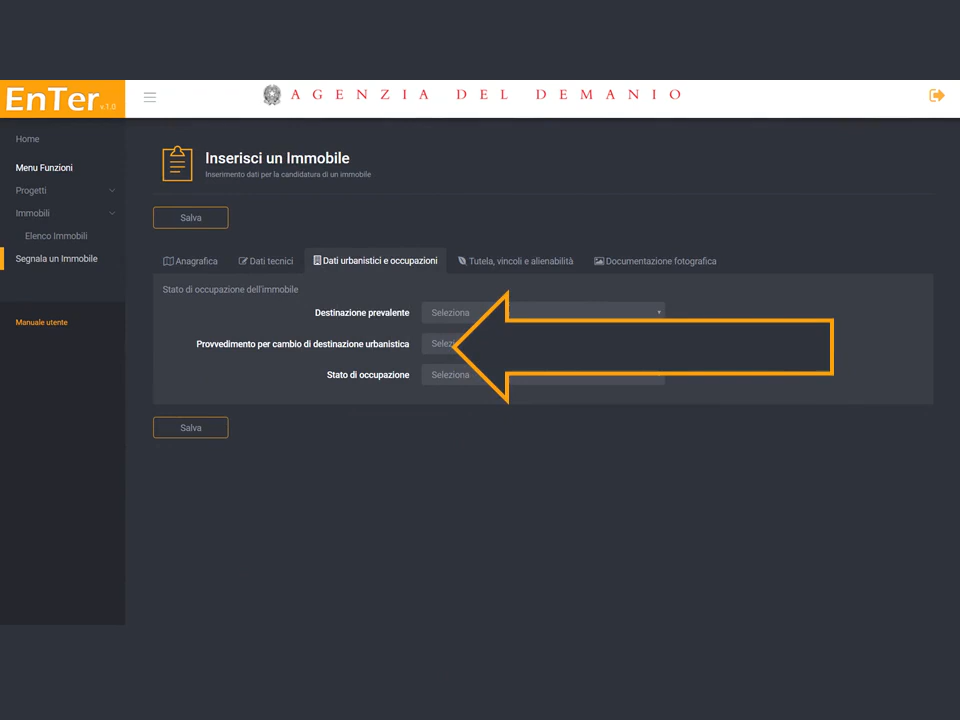 EnTer v.1.0
AGENZIA DEL DEMANIO
Home
Menu Funzioni
Progetti
Immobili
Elenco Immobili
Segnala un Immobile
Manuale utente
Inserisci un Immobile
Inserimento dati per la candidatura di un immobile
Salva
Anagrafica Dati tecnici Dati urbanistici e occupazioni Tutela, vincoli e alienabilità Documentazione fotografica
Stato di occupazione dell'immobile
Destinazione prevalente Seleziona
Provvedimento per cambio di destinazione urbanistica
Stato di occupazione Seleziona
Salva